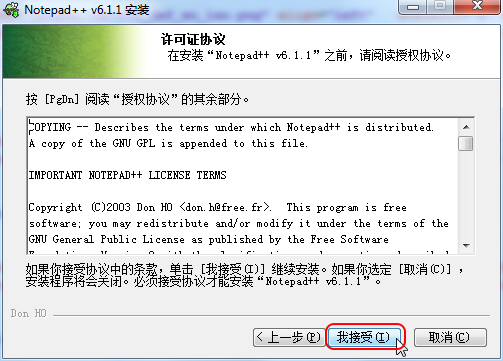 Notepad++ v6.1.1 安装
许可证协议
在安装“Notepad++ v6.1.1”之前，请阅读授权协议。
按 [PgDn] 阅读“授权协议”的其余部分。
COPYING -- Describes the terms under which Notepad++ is distributed.
A copy of the GNU GPL is appended to this file.
IMPORTANT NOTEPAD++ LICENSE TERMS
Copyright (C)2003 Don HO <don.h@free.fr>. This program is free
software; you may redistribute and/or modify it under the terms of the
GNU General Public License as published by the Free Software
如果你接受协议中的条款，单击 [我接受(I)] 继续安装。如果你选定 [取消(C)] ，
安装程序将会关闭。必须接受协议才能安装“Notepad++ v6.1.1”。
Don HO
< 上一步(P) 我接受(I) 取消(C)